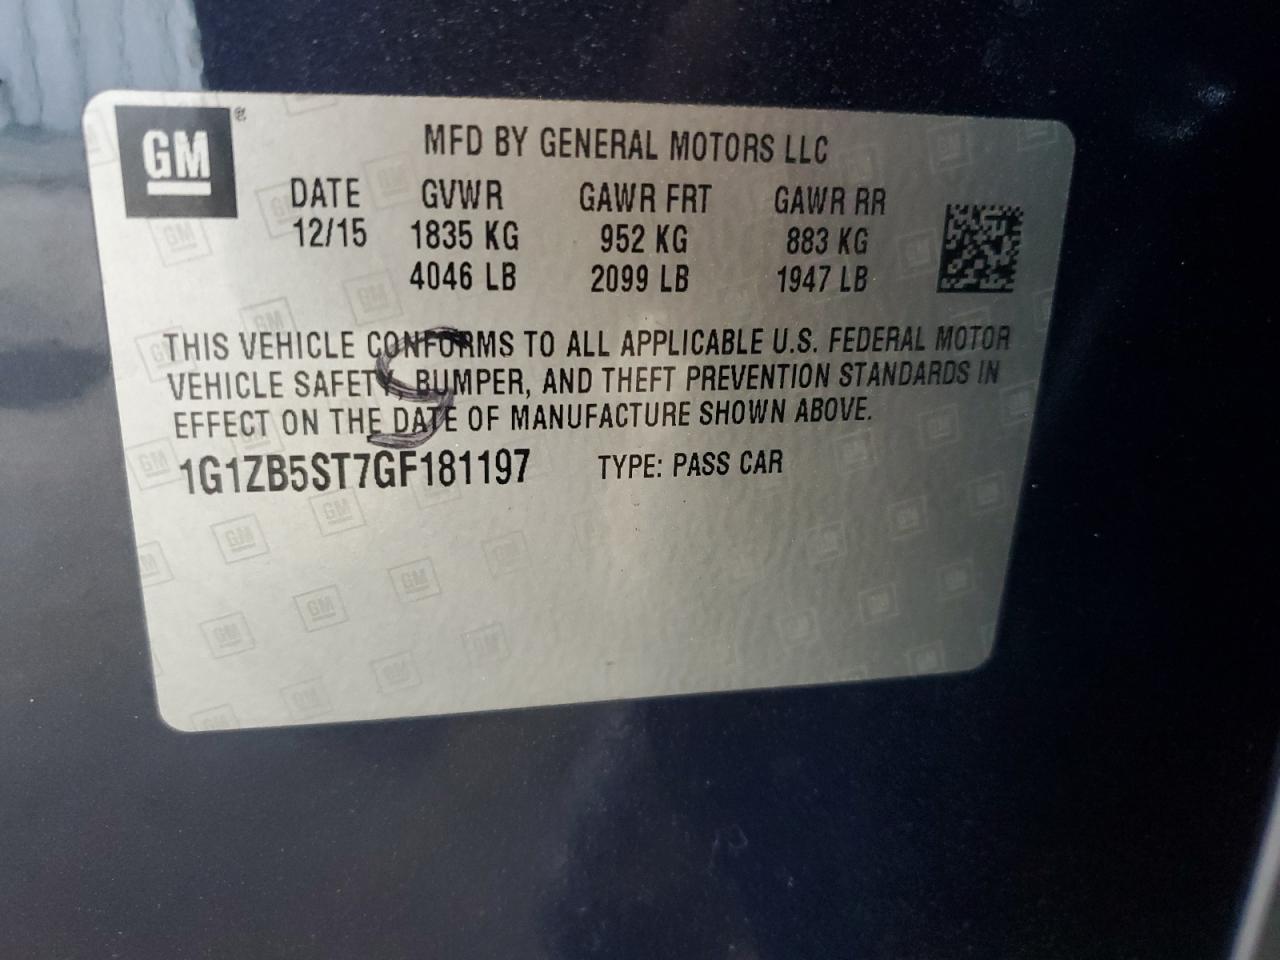 GM®
MFD BY GENERAL MOTORS LLC
DATE GVWR GAWR FRT GAWR RR
12/15 1835 KG 952 KG 883 KG
4046 LB 2099 LB 1947 LB
THIS VEHICLE CONFORMS TO ALL APPLICABLE U.S. FEDERAL MOTOR
VEHICLE SAFETY, BUMPER, AND THEFT PREVENTION STANDARDS IN
EFFECT ON THE DATE OF MANUFACTURE SHOWN ABOVE.
1G1ZB5ST7GF181197 TYPE: PASS CAR